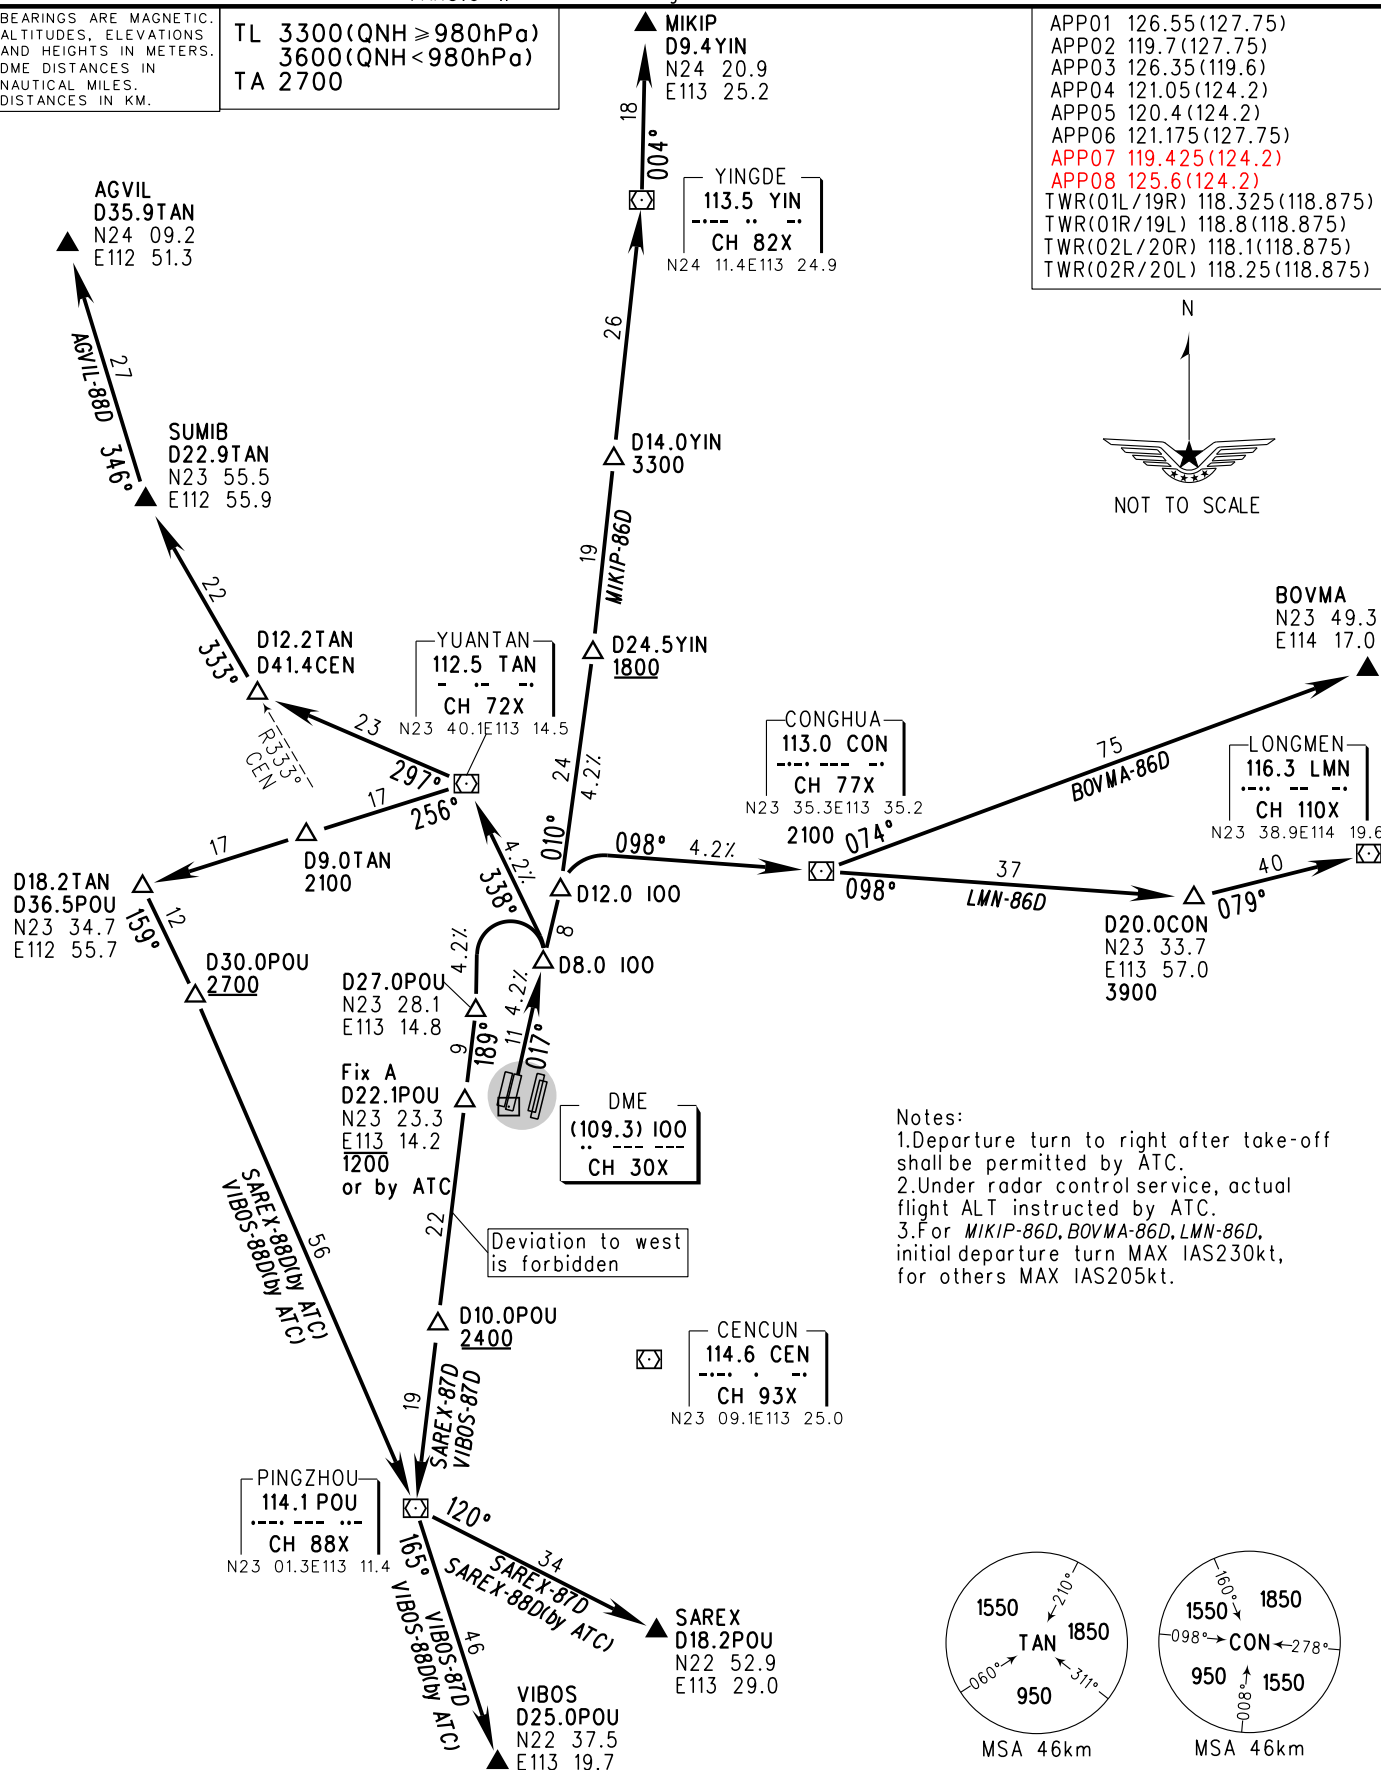 BEARINGS ARE MAGNETIC.
ALTITUDES, ELEVATIONS
AND HEIGHTS IN METERS.
DME DISTANCES IN
NAUTICAL MILES.
DISTANCES IN KM.
TL 3300(QNH≥980hPa)
3600(QNH<980hPa)
TA 2700
MIKIP
D9.4YIN
N24 20.9
E113 25.2
APP01 126.55(127.75)
APP02 119.7(127.75)
APP03 126.35(119.6)
APP04 121.05(124.2)
APP05 120.4(124.2)
APP06 121.175(127.75)
APP07 119.425(124.2)
APP08 125.6(124.2)
TWR(01L/19R) 118.325(118.875)
TWR(01R/19L) 118.8(118.875)
TWR(02L/20R) 118.1(118.875)
TWR(02R/20L) 118.25(118.875)
18
004°
YINGDE
113.5 YIN
CH 82X
N24 11.4E113 24.9
AGVIL
D35.9TAN
N24 09.2
E112 51.3
27
AGVIL-88D
346°
26
N
NOT TO SCALE
SUMIB
D22.9TAN
N23 55.5
E112 55.9
D14.0YIN
3300
19
MIKIP-86D
22
333°
D12.2TAN
D41.4CEN
R333°
CEN
23
297°
YUANTAN
112.5 TAN
CH 72X
N23 40.1E113 14.5
D24.5YIN
1800
24
4.2%
010°
BOVMA
N23 49.3
E114 17.0
CONGHUA
113.0 CON
CH 77X
N23 35.3E113 35.2
2100
75
BOVMA-86D
074°
LONGMEN
116.3 LMN
CH 110X
N23 38.9E114 19.6
17
256°
17
D9.0TAN
2100
4.2%
338°
098°
4.2%
098°
37
LMN-86D
40
079°
D20.0CON
N23 33.7
E113 57.0
3900
D18.2TAN
D36.5POU
N23 34.7
E112 55.7
12
159°
D30.0POU
2700
D12.0 IOO
8
D8.0 IOO
4.2%
D27.0POU
N23 28.1
E113 14.8
9
189°
11
4.2%
017°
Fix A
D22.1POU
N23 23.3
E113 14.2
1200
or by ATC
DME
(109.3) IOO
CH 30X
Notes:
1.Departure turn to right after take-off
shall be permitted by ATC.
2.Under radar control service, actual
flight ALT instructed by ATC.
3.For MIKIP-86D, BOVMA-86D, LMN-86D,
initial departure turn MAX IAS230kt,
for others MAX IAS205kt.
22
Deviation to west
is forbidden
56
SAREX-88D(by ATC)
VIBOS-88D(by ATC)
D10.0POU
2400
19
SAREX-87D
VIBOS-87D
CENCUN
114.6 CEN
CH 93X
N23 09.1E113 25.0
PINGZHOU
114.1 POU
CH 88X
N23 01.3E113 11.4
120°
34
SAREX-87D
SAREX-88D(by ATC)
165°
46
VIBOS-87D
VIBOS-88D(by ATC)
SAREX
D18.2POU
N22 52.9
E113 29.0
VIBOS
D25.0POU
N22 37.5
E113 19.7
1550
210°
TAN
1850
060°
311°
950
MSA 46km
160°
1550
1850
098°
CON
278°
950
1550
008°
MSA 46km